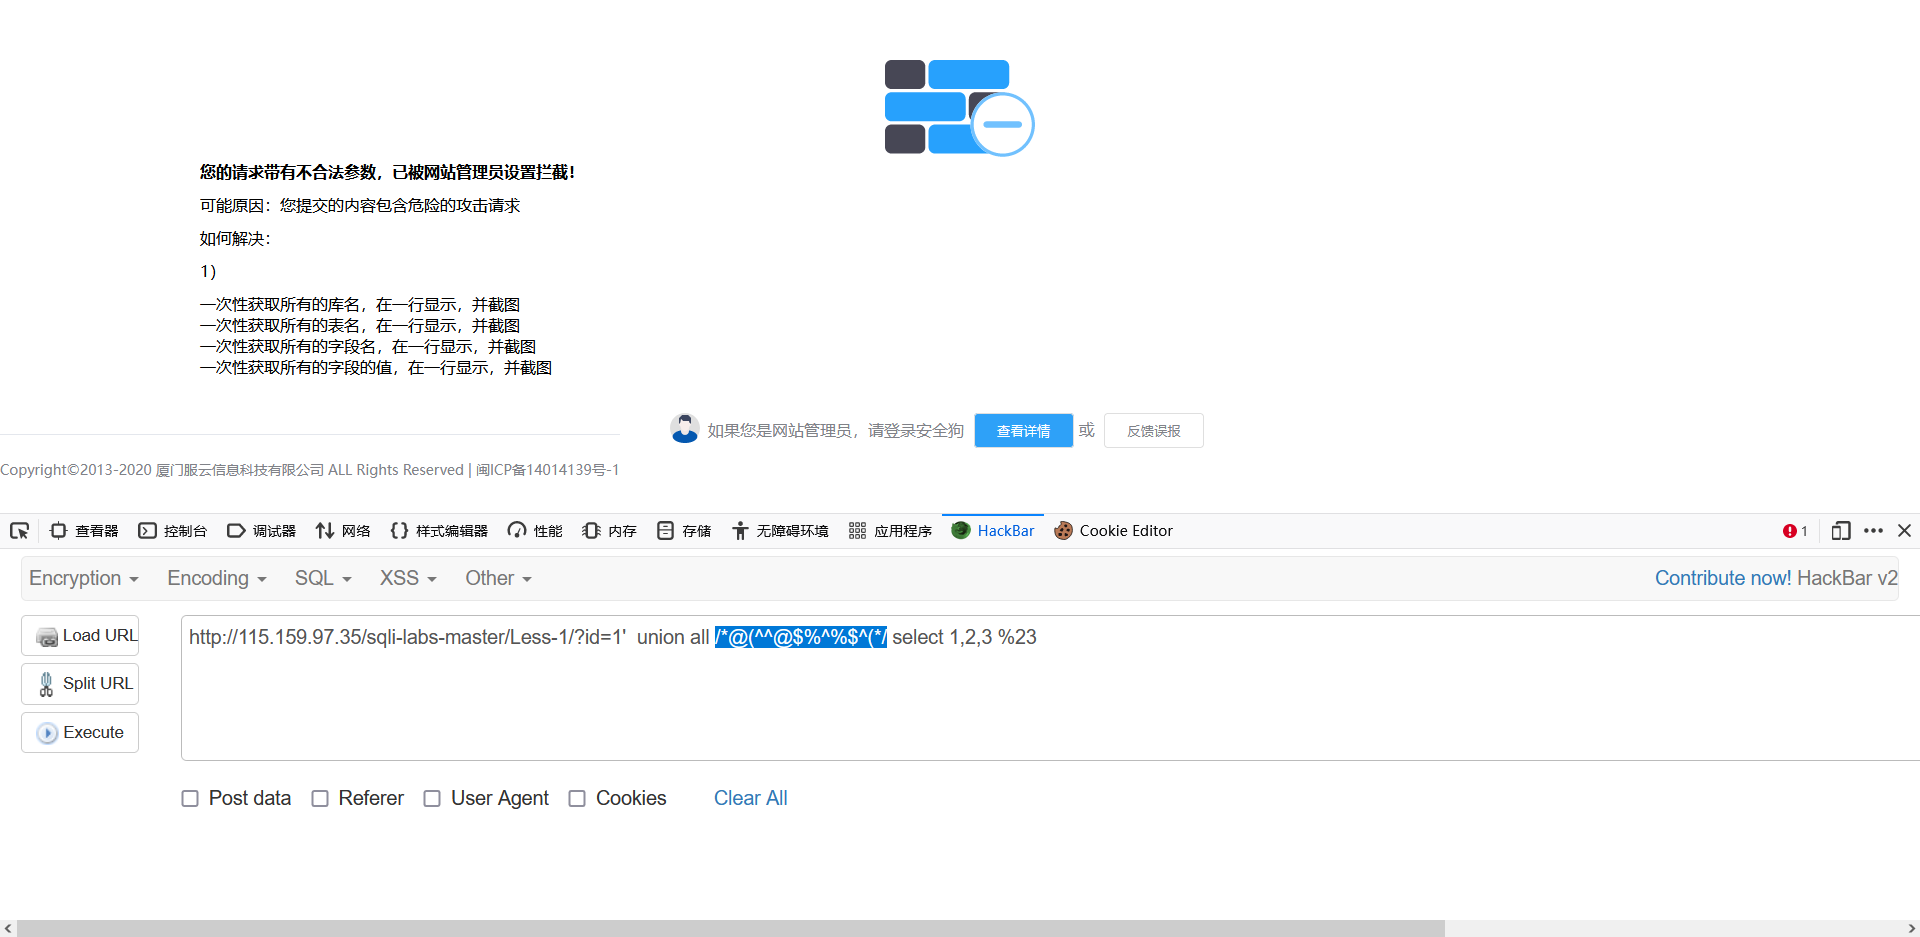 您的请求带有不合法参数，已被网站管理员设置拦截！
可能原因：您提交的内容包含危险的攻击请求
如何解决：
1）
一次性获取所有的库名，在一行显示，并截图
一次性获取所有的表名，在一行显示，并截图
一次性获取所有的字段名，在一行显示，并截图
一次性获取所有的字段的值，在一行显示，并截图
如果您是网站管理员，请登录安全狗 查看详情 或 反馈误报
Copyright©2013-2020 厦门服云信息科技有限公司 ALL Rights Reserved | 闽ICP备14014139号-1
查看器 控制台 调试器 网络 样式编辑器 性能 内存 存储 无障碍环境 应用程序 HackBar Cookie Editor 1
Encryption Encoding SQL XSS Other Contribute now! HackBar v2
Load URL http://115.159.97.35/sqli-labs-master/Less-1/?id=1'  union all /*@(^^@$%^%$^(*/ select 1,2,3 %23
Split URL
Execute
Post data Referer User Agent Cookies Clear All